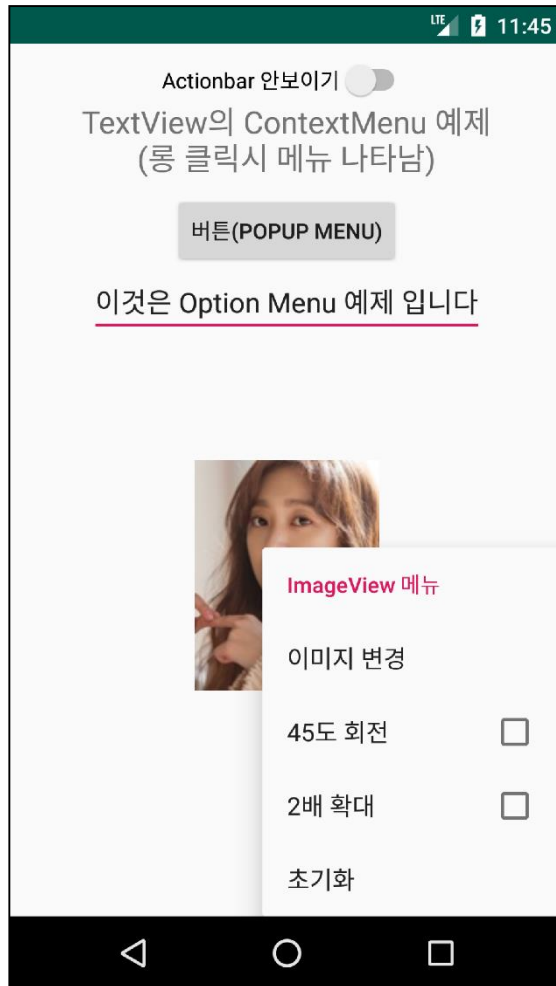 LTE 11:45
Actionbar 안보이기
TextView의 ContextMenu 예제
(롱 클릭시 메뉴 나타남)
버튼(POPUP MENU)
이것은 Option Menu 예제 입니다
ImageView 메뉴
이미지 변경
45도 회전
2배 확대
초기화